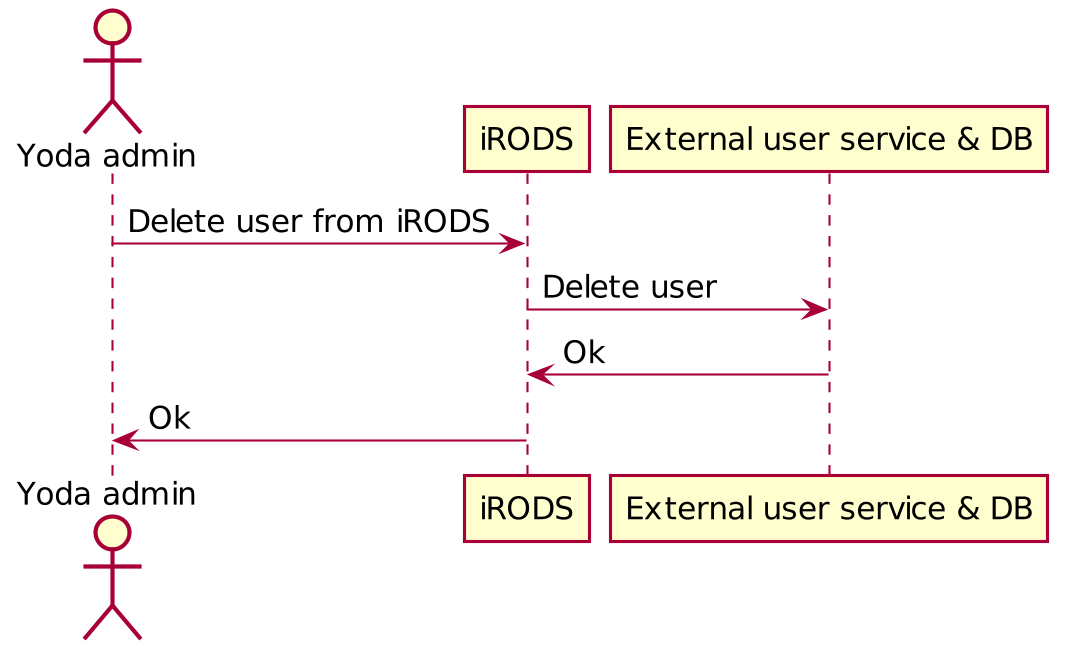 Yoda admin
iRODS
External user service & DB
Delete user from iRODS
Delete user
Ok
Ok
Yoda admin
iRODS
External user service & DB